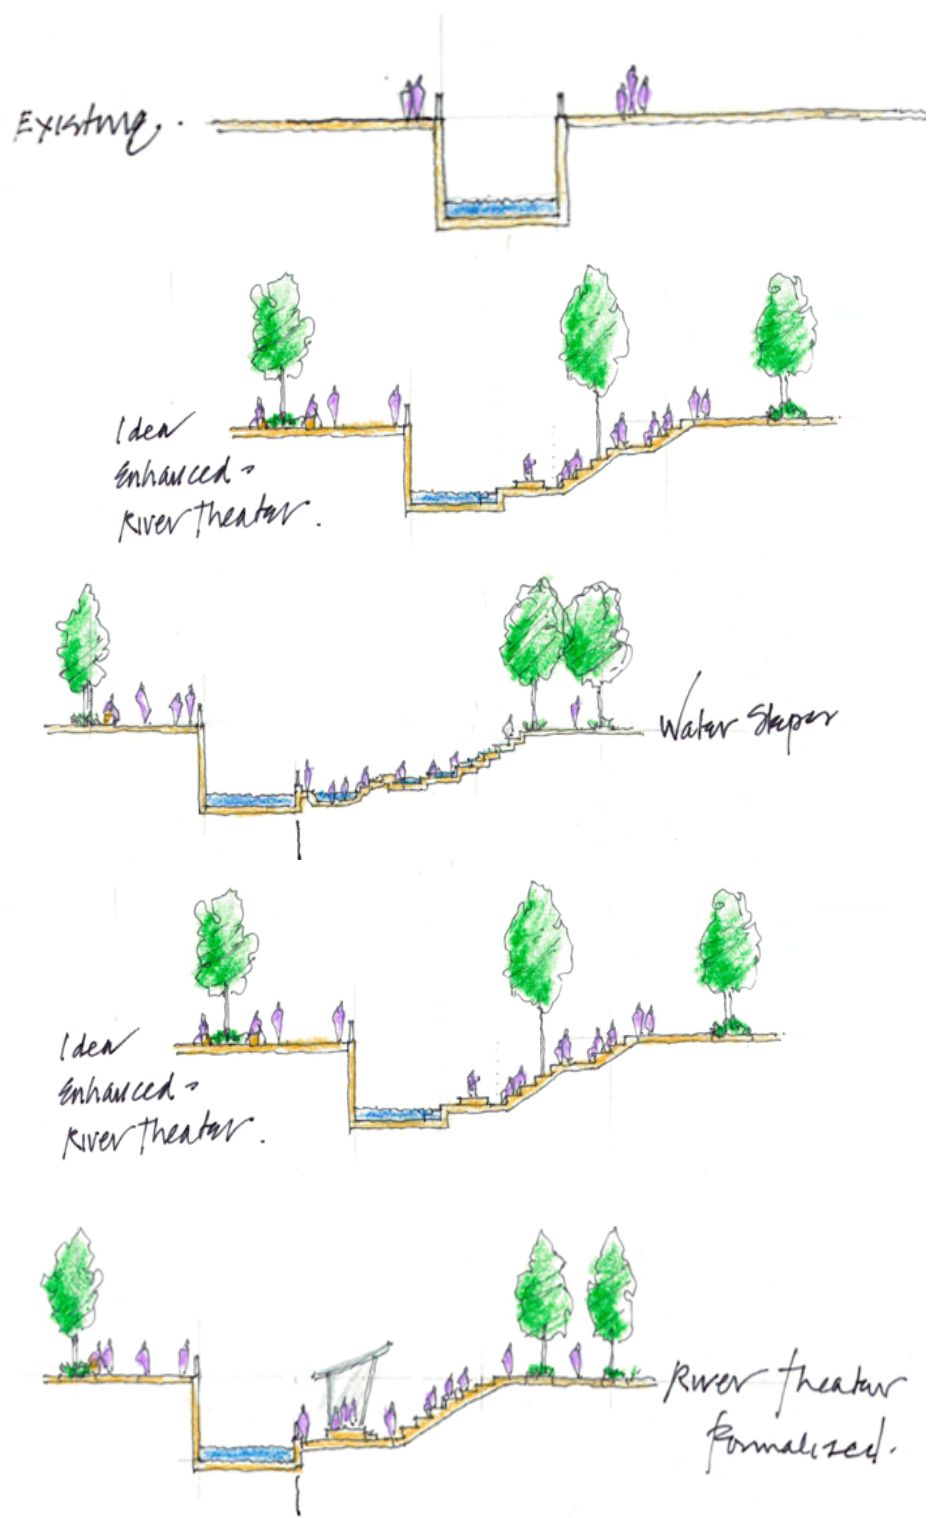 Existing.
Idea
Enhanced -
River Theater.
Water Steps
Idea
Enhanced -
River Theater.
River Theater
Formalized.